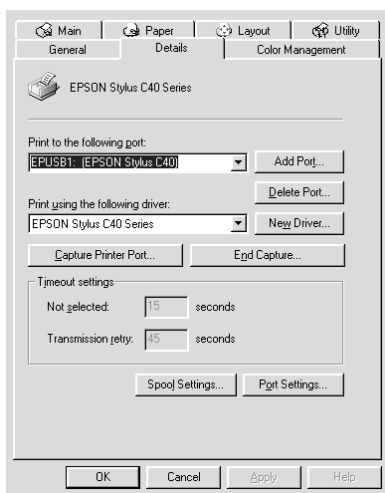 Main Paper Layout Utility
General Details Color Management
EPSON Stylus C40 Series
Print to the following port:
EPUSB1: (EPSON Stylus C40) Add Port...
Delete Port...
Print using the following driver:
EPSON Stylus C40 Series New Driver...
Capture Printer Port... End Capture...
Timeout settings
Not selected: 15 seconds
Transmission retry: 45 seconds
Spool Settings... Port Settings...
OK Cancel Apply Help